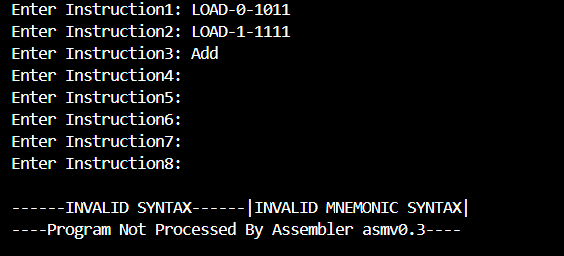 Enter Instruction1: LOAD-0-1011
Enter Instruction2: LOAD-1-1111
Enter Instruction3: Add
Enter Instruction4:
Enter Instruction5:
Enter Instruction6:
Enter Instruction7:
Enter Instruction8:
------INVALID SYNTAX------|INVALID MNEMONIC SYNTAX|
----Program Not Processed By Assembler asmv0.3----